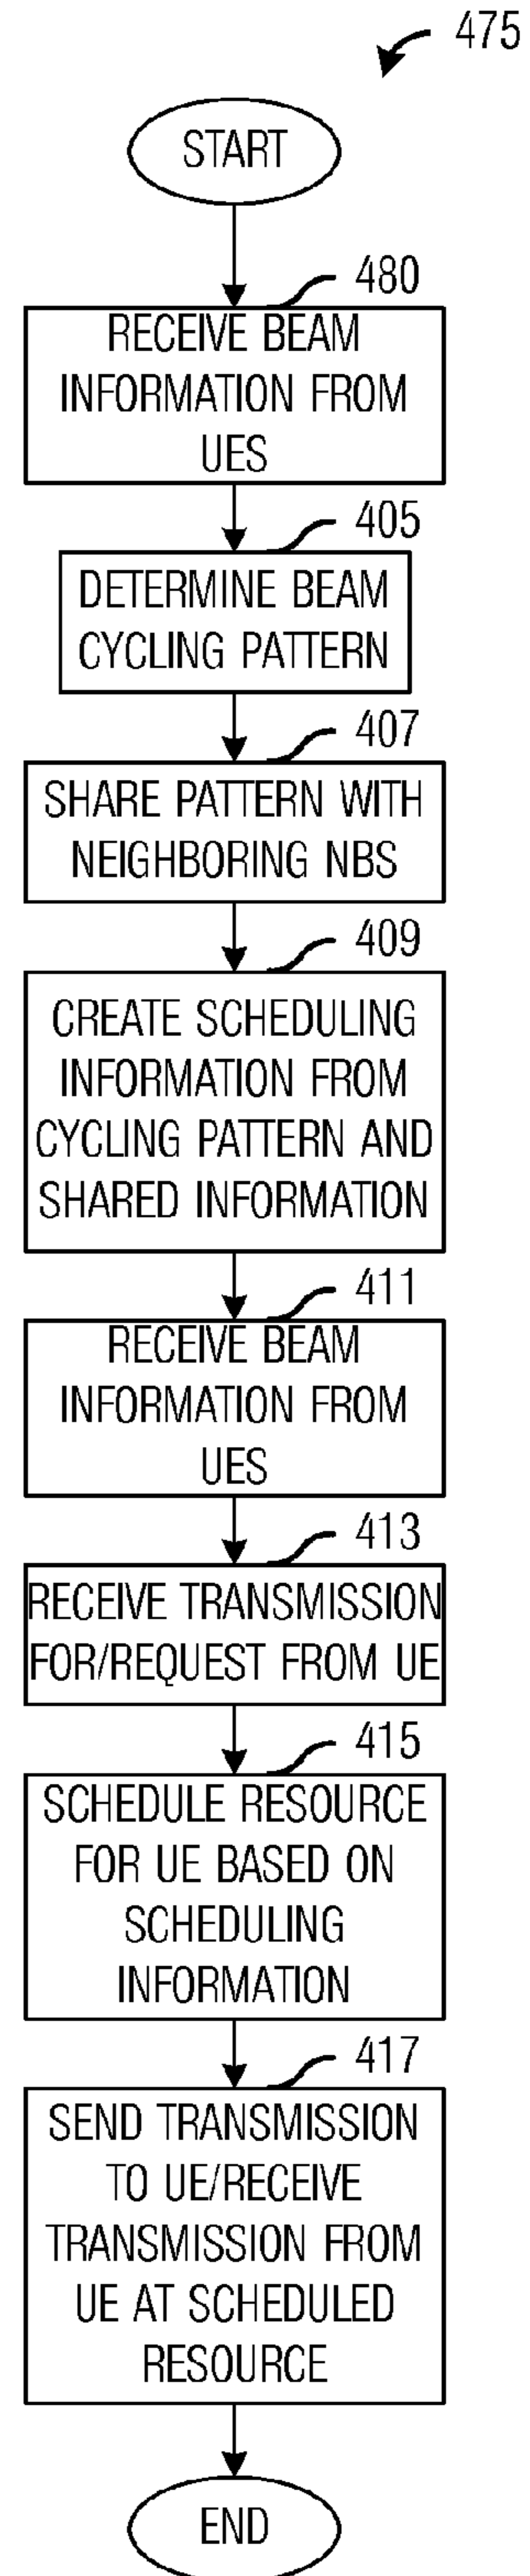 475
START
480
RECEIVE BEAM
INFORMATION FROM
UES
405
DETERMINE BEAM
CYCLING PATTERN
407
SHARE PATTERN WITH
NEIGHBORING NBS
409
CREATE SCHEDULING
INFORMATION FROM
CYCLING PATTERN AND
SHARED INFORMATION
411
RECEIVE BEAM
INFORMATION FROM
UES
413
RECEIVE TRANSMISSION
FOR/REQUEST FROM UE
415
SCHEDULE RESOURCE
FOR UE BASED ON
SCHEDULING
INFORMATION
417
SEND TRANSMISSION
TO UE/RECEIVE
TRANSMISSION FROM
UE AT SCHEDULED
RESOURCE
END